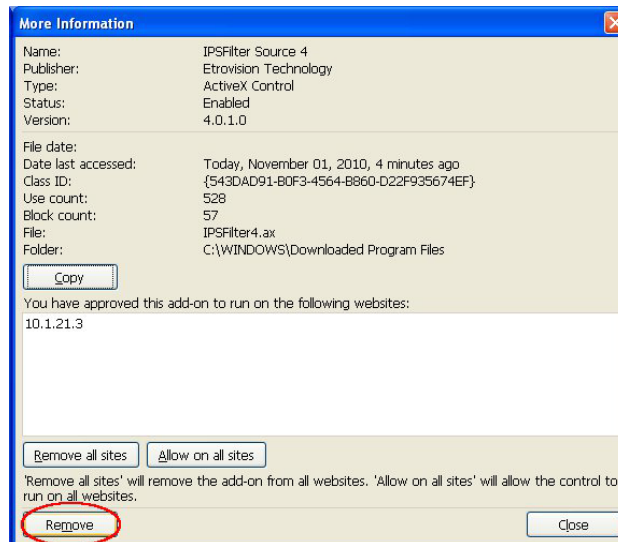 More Information
Name: IPSFilter Source 4
Publisher: Etrovision Technology
Type: ActiveX Control
Status: Enabled
Version: 4.0.1.0
File date:
Date last accessed: Today, November 01, 2010, 4 minutes ago
Class ID: {543DAD91-B0F3-4564-B860-D22F935674EF}
Use count: 528
Block count: 57
File: IPSFilter4.ax
Folder: C:\WINDOWS\Downloaded Program Files
Copy
You have approved this add-on to run on the following websites:
10.1.21.3
Remove all sites Allow on all sites
'Remove all sites' will remove the add-on from all websites. 'Allow on all sites' will allow the control to
run on all websites.
Remove Close